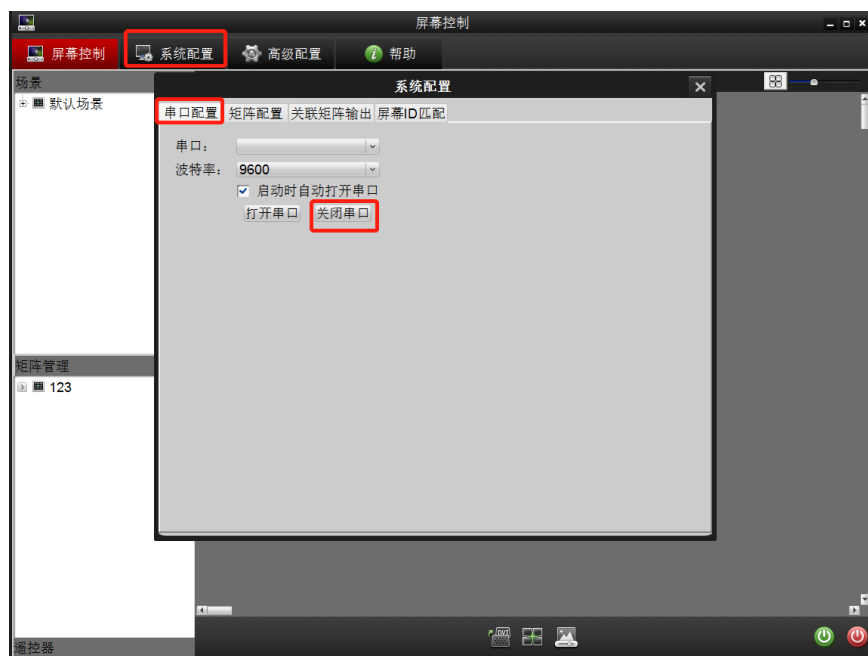 屏幕控制
屏幕控制 系统配置 高级配置 帮助
场景
默认场景
系统配置
串口配置 矩阵配置 关联矩阵输出 屏幕ID匹配
串口：
波特率： 9600
启动时自动打开串口
打开串口 关闭串口
矩阵管理
123
DVI
遥控器